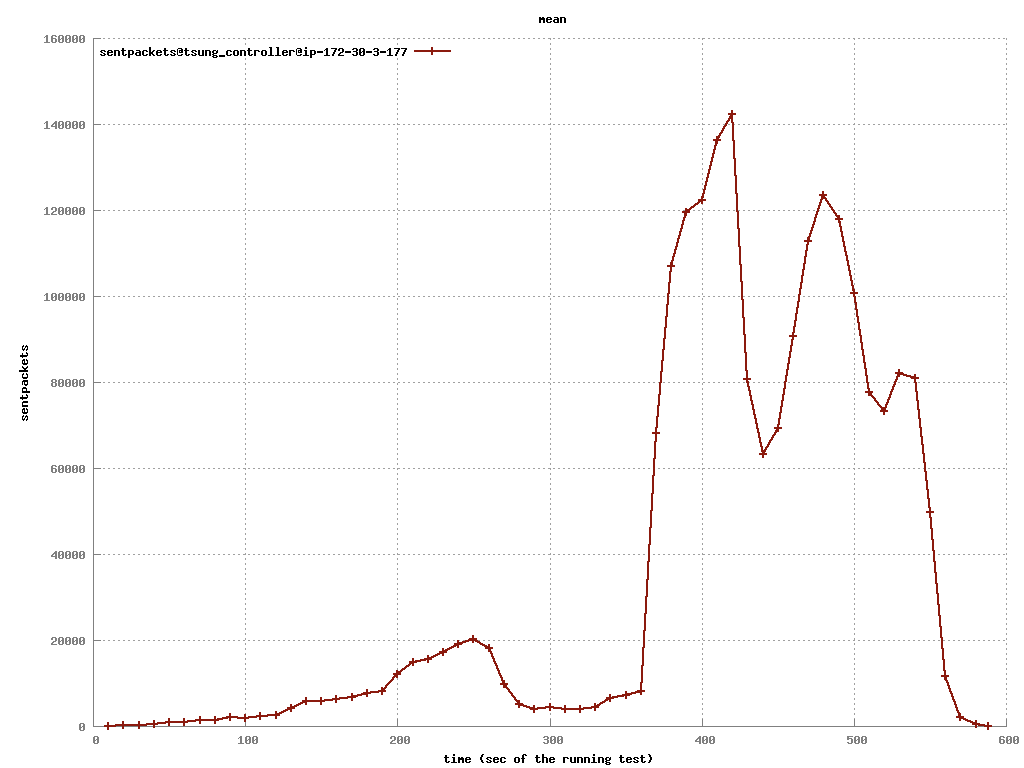 mean
160000
sentpackets@tsung_controller@ip-172-30-3-177
140000
120000
100000
80000
60000
40000
20000
0
sentpackets
0 100 200 300 400 500 600
time (sec of the running test)